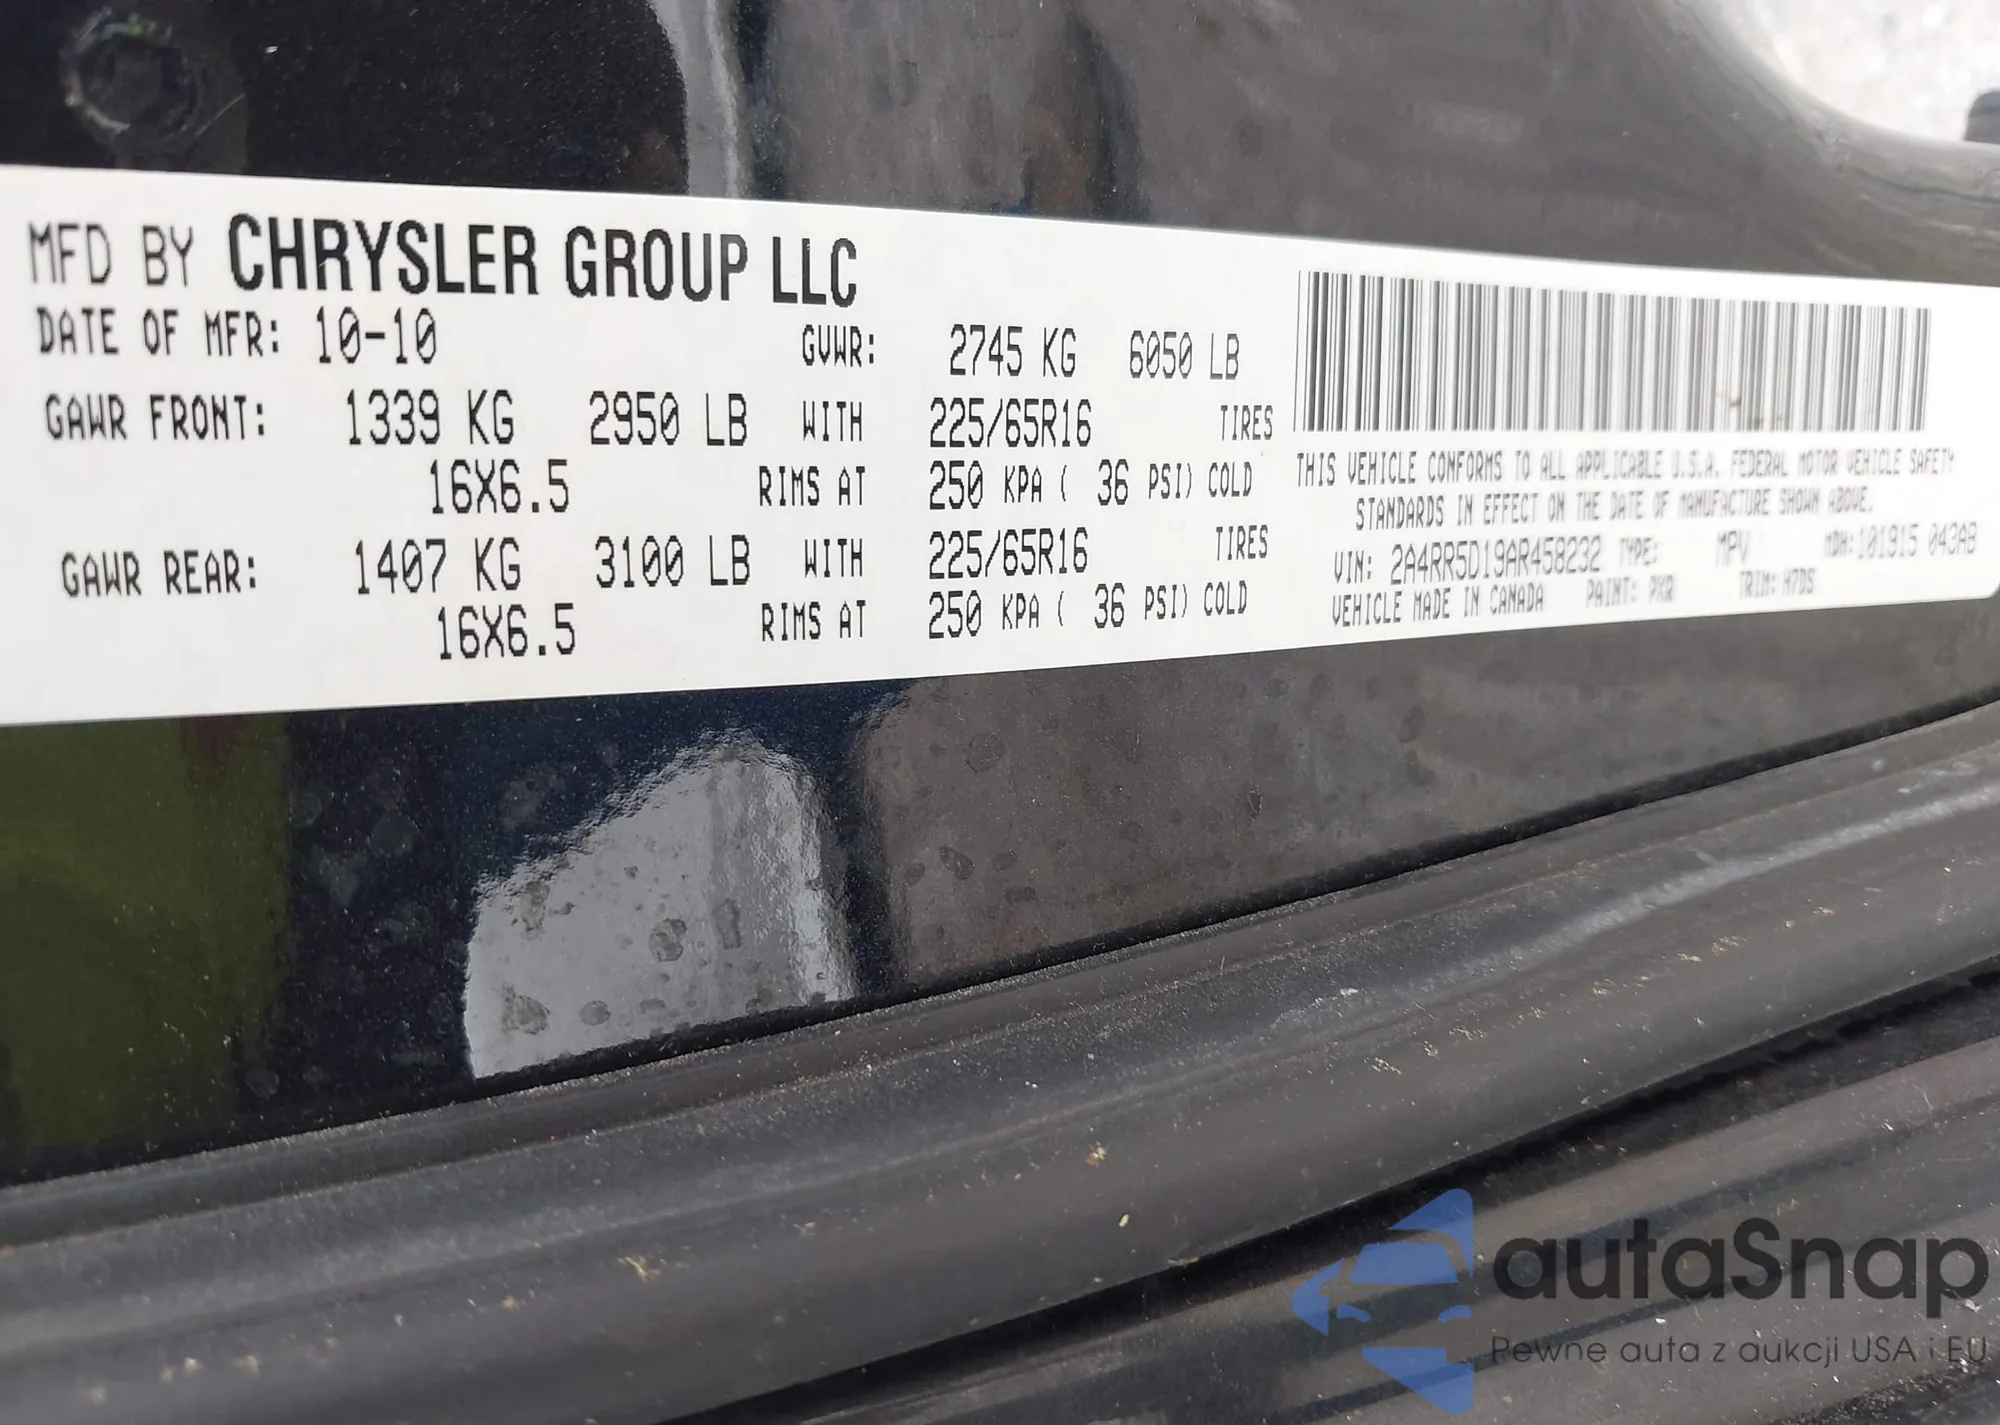 MFD BY CHRYSLER GROUP LLC
DATE OF MFR: 10-10 GVWR: 2745 KG 6050 LB
GAWR FRONT: 1339 KG 2950 LB WITH 225/65R16 TIRES
16X6.5 RIMS AT 250 KPA ( 36 PSI) COLD
GAWR REAR: 1407 KG 3100 LB WITH 225/65R16 TIRES
16X6.5 RIMS AT 250 KPA ( 36 PSI) COLD
THIS VEHICLE CONFORMS TO ALL APPLICABLE U.S.A. FEDERAL MOTOR VEHICLE SAFETY
STANDARDS IN EFFECT ON THE DATE OF MANUFACTURE SHOWN ABOVE.
VIN: 2A4RR5D19AR458232 TYPE: MPV MDH: 101915 043AB
VEHICLE MADE IN CANADA PAINT: PXR TRIM: H7DS
autaSnap
Pewne auta z aukcji USA i EU